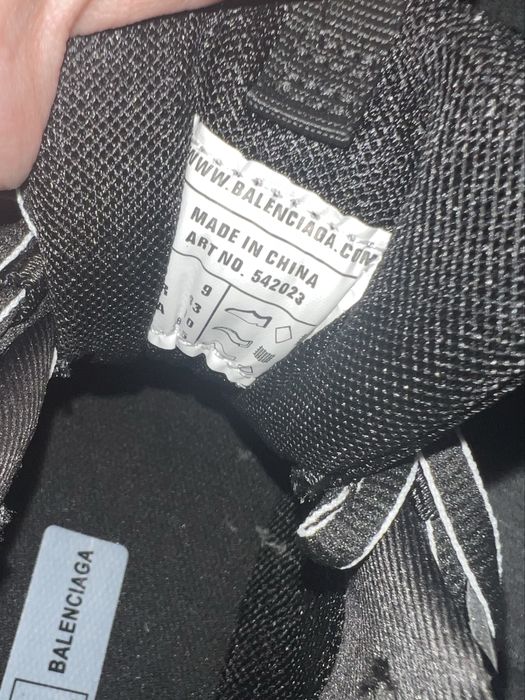 WWW.BALENCIAGA.COM
MADE IN CHINA
ART NO. 542023
9
BALENCIAGA